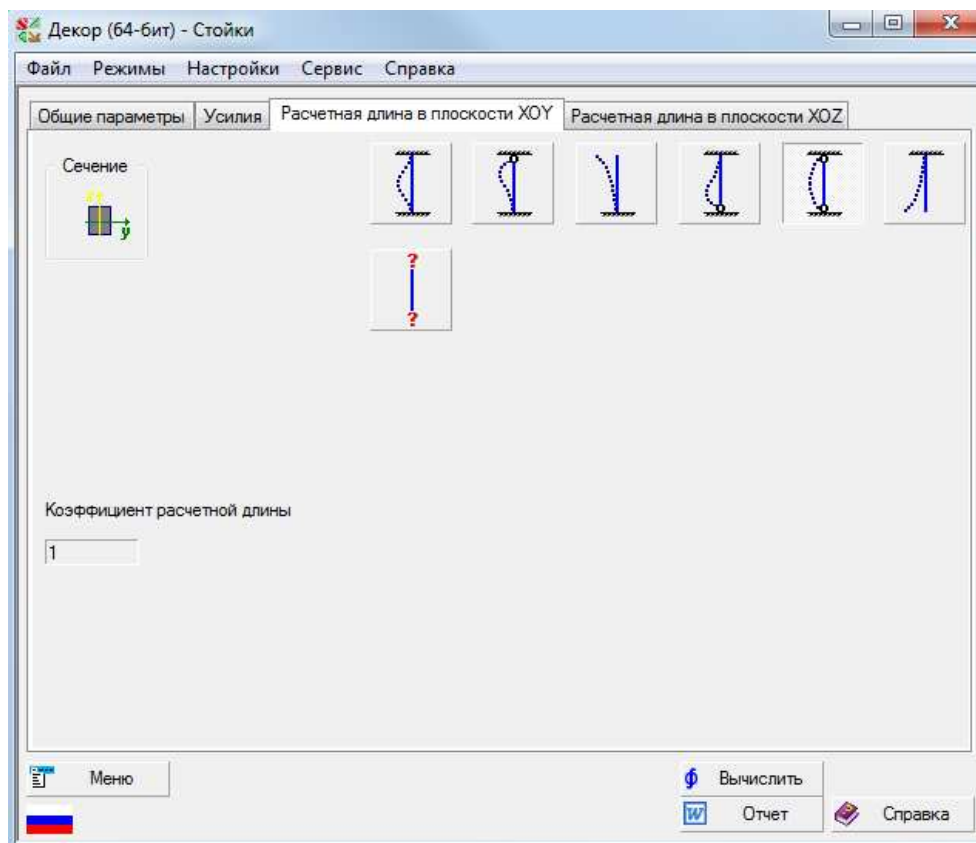 Декор (64-бит) - Стойки
Файл Режимы Настройки Сервис Справка
Общие параметры Усилия Расчетная длина в плоскости XOY Расчетная длина в плоскости XOZ
Сечение
y
?
?
Коэффициент расчетной длины
1
Меню
Вычислить
W Отчет
Справка